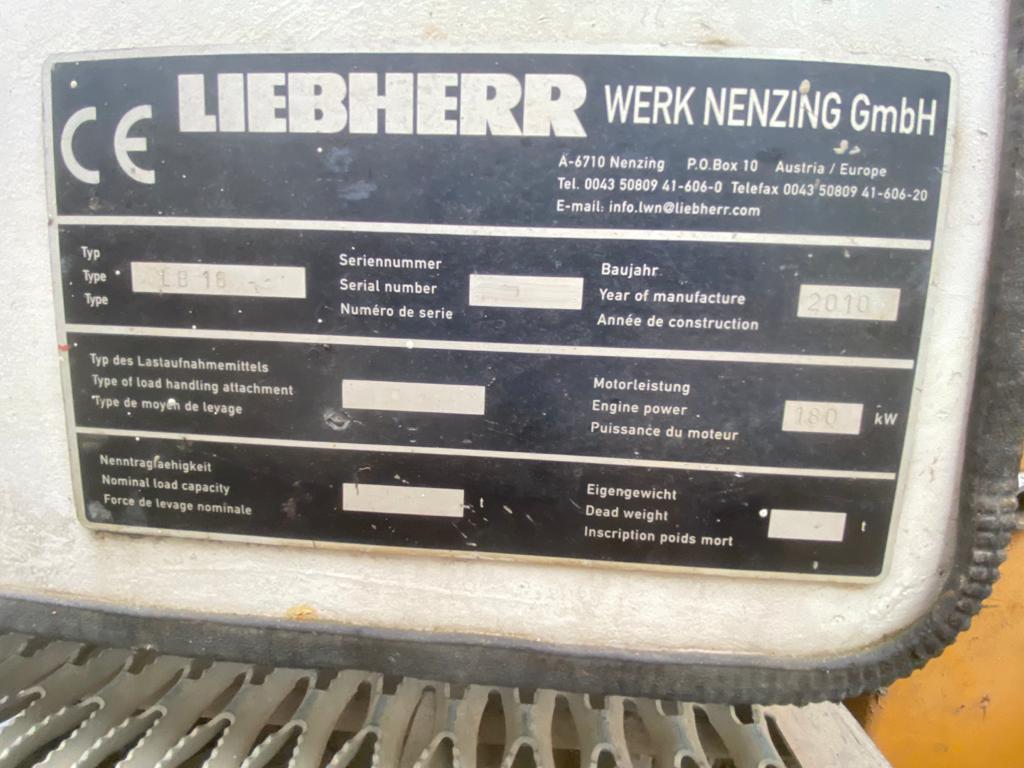 CE LIEBHERR WERK NENZING GmbH
A-6710 Nenzing P.O.Box 10 Austria / Europe
Tel. 0043 50809 41-606-0 Telefax 0043 50809 41-606-20
E-mail: info.lwn@liebherr.com
Typ
Type LB 16
Type
Seriennummer
Serial number
Numéro de serie
Baujahr
Year of manufacture 2010
Année de construction
Typ des Lastaufnahmemittels
Type of load handling attachment
Type de moyen de levage
Motorleistung
Engine power 180 kW
Puissance du moteur
Nenntragfaehigkeit
Nominal load capacity t
Force de levage nominale
Eigengewicht
Dead weight t
Inscription poids mort